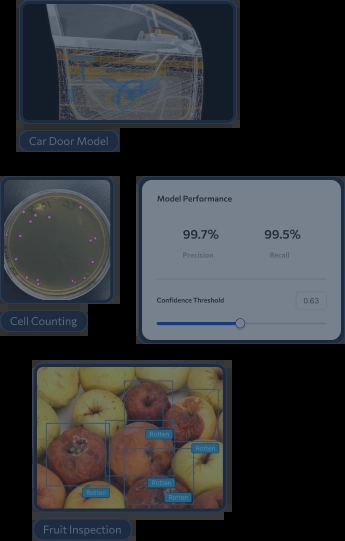 Car Door Model
Model Performance
99.7% 99.5%
Precision Recall
Confidence Threshold 0.63
Cell Counting
Rotten
Rotten
Rotten
Rotten
Rotten
Fruit Inspection